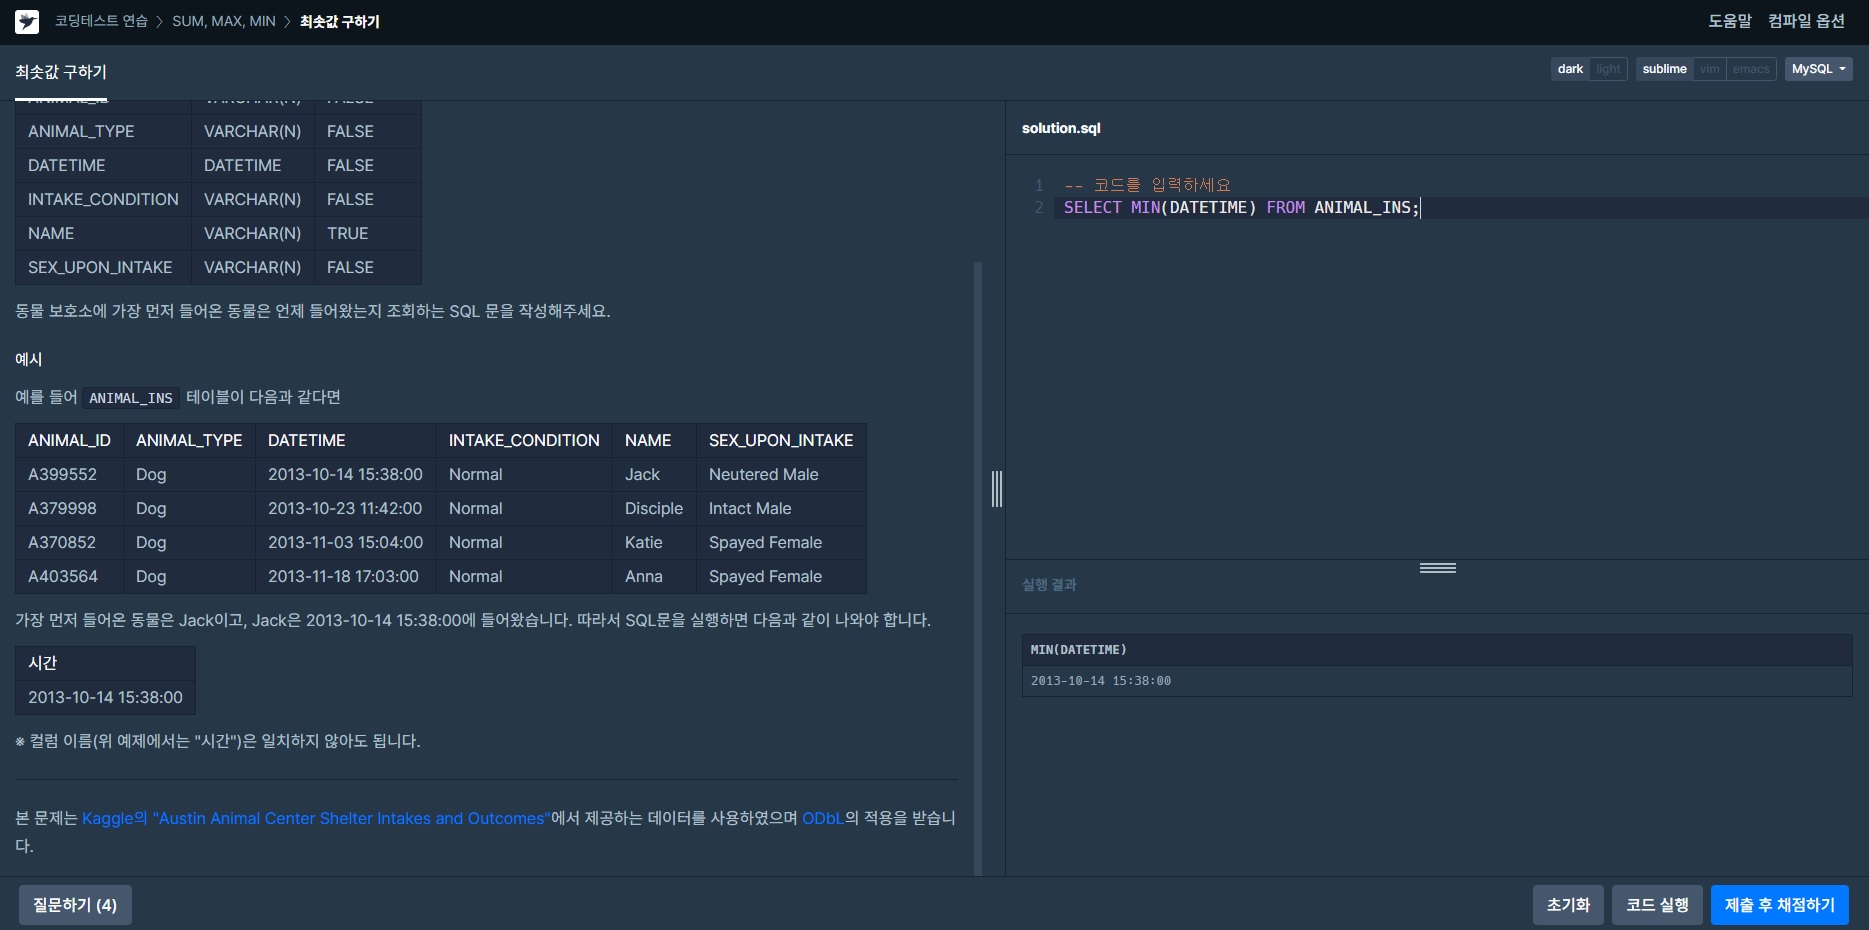 코딩테스트 연습 > SUM, MAX, MIN > 최솟값 구하기
도움말 컴파일 옵션
최솟값 구하기
dark light sublime vim emacs MySQL
ANIMAL_ID VARCHAR(N) FALSE
ANIMAL_TYPE VARCHAR(N) FALSE
DATETIME DATETIME FALSE
INTAKE_CONDITION VARCHAR(N) FALSE
NAME VARCHAR(N) TRUE
SEX_UPON_INTAKE VARCHAR(N) FALSE
동물 보호소에 가장 먼저 들어온 동물은 언제 들어왔는지 조회하는 SQL 문을 작성해주세요.
예시
예를 들어 ANIMAL_INS 테이블이 다음과 같다면
ANIMAL_ID ANIMAL_TYPE DATETIME INTAKE_CONDITION NAME SEX_UPON_INTAKE
A399552 Dog 2013-10-14 15:38:00 Normal Jack Neutered Male
A379998 Dog 2013-10-23 11:42:00 Normal Disciple Intact Male
A370852 Dog 2013-11-03 15:04:00 Normal Katie Spayed Female
A403564 Dog 2013-11-18 17:03:00 Normal Anna Spayed Female
가장 먼저 들어온 동물은 Jack이고, Jack은 2013-10-14 15:38:00에 들어왔습니다. 따라서 SQL문을 실행하면 다음과 같이 나와야 합니다.
시간
2013-10-14 15:38:00
※ 컬럼 이름(위 예제에서는 "시간")은 일치하지 않아도 됩니다.
본 문제는 Kaggle의 "Austin Animal Center Shelter Intakes and Outcomes"에서 제공하는 데이터를 사용하였으며 ODbL의 적용을 받습니
다.
solution.sql
1 -- 코드를 입력하세요
2 SELECT MIN(DATETIME) FROM ANIMAL_INS;
실행 결과
MIN(DATETIME)
2013-10-14 15:38:00
질문하기 (4)
초기화 코드 실행 제출 후 채점하기